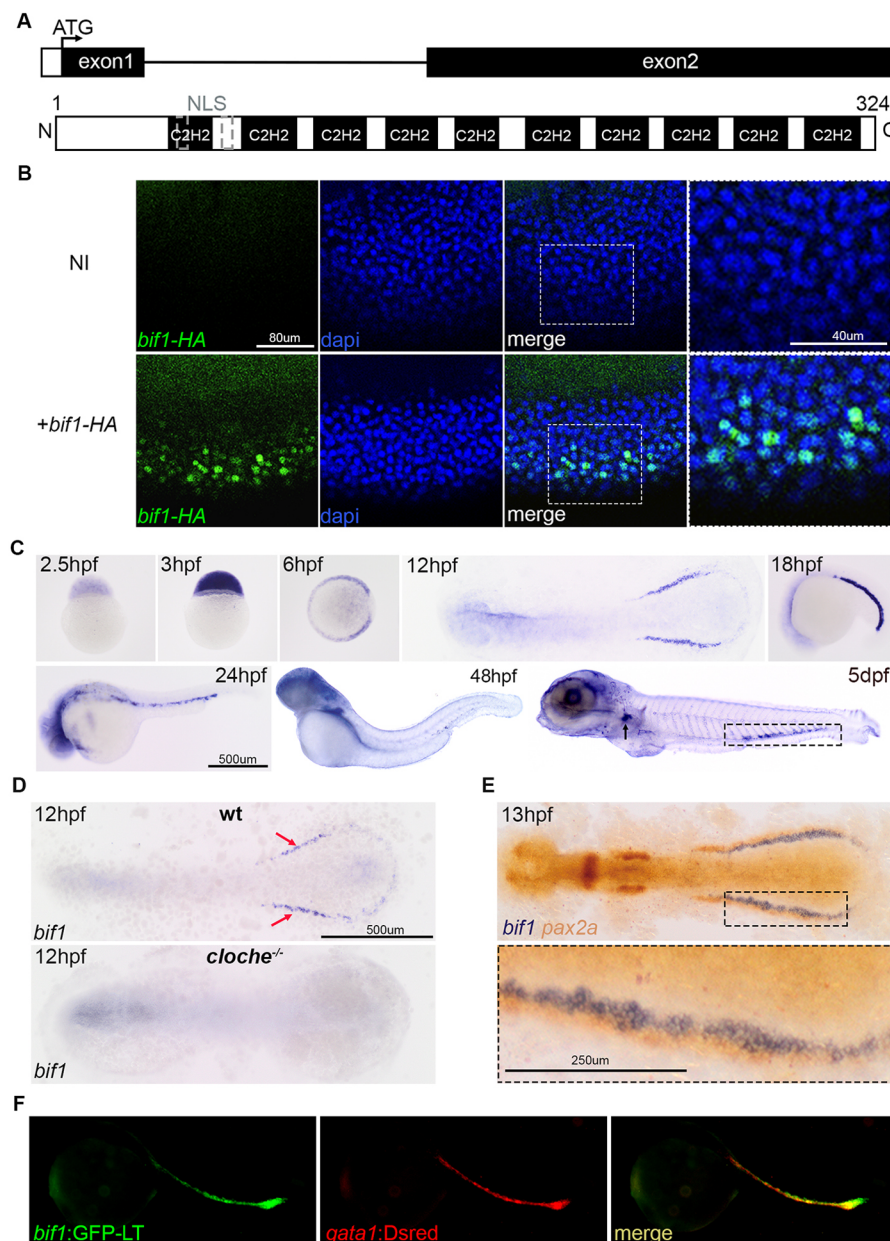 A
ATG
exon1 exon2
1 NLS 324
N C2H2 C2H2 C2H2 C2H2 C2H2 C2H2 C2H2 C2H2 C2H2 C2H2 C
B
NI
bif1-HA 80um dapi merge 40um
+bif1-HA
bif1-HA dapi merge
C
2.5hpf 3hpf 6hpf 12hpf 18hpf
24hpf 48hpf 5dpf
500um
D
12hpf wt
bif1 500um
12hpf cloche-/-
bif1
E
13hpf
bif1 pax2a
250um
F
bif1:GFP-LT gata1:Dsred merge